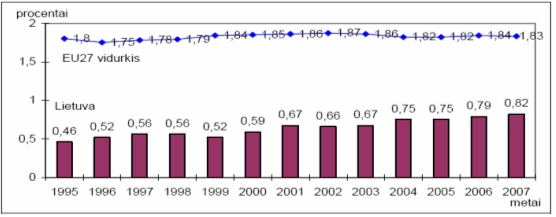 procentai
2
1,8 1,75 1,78 1,79 1,84 1,85 1,86 1,87 1,86 1,82 1,82 1,84 1,83
EU27 vidurkis
1,5
1
Lietuva
0,46 0,52 0,56 0,56 0,52 0,59 0,67 0,66 0,67 0,75 0,75 0,79 0,82
0,5
0
1995 1996 1997 1998 1999 2000 2001 2002 2003 2004 2005 2006 2007
metai